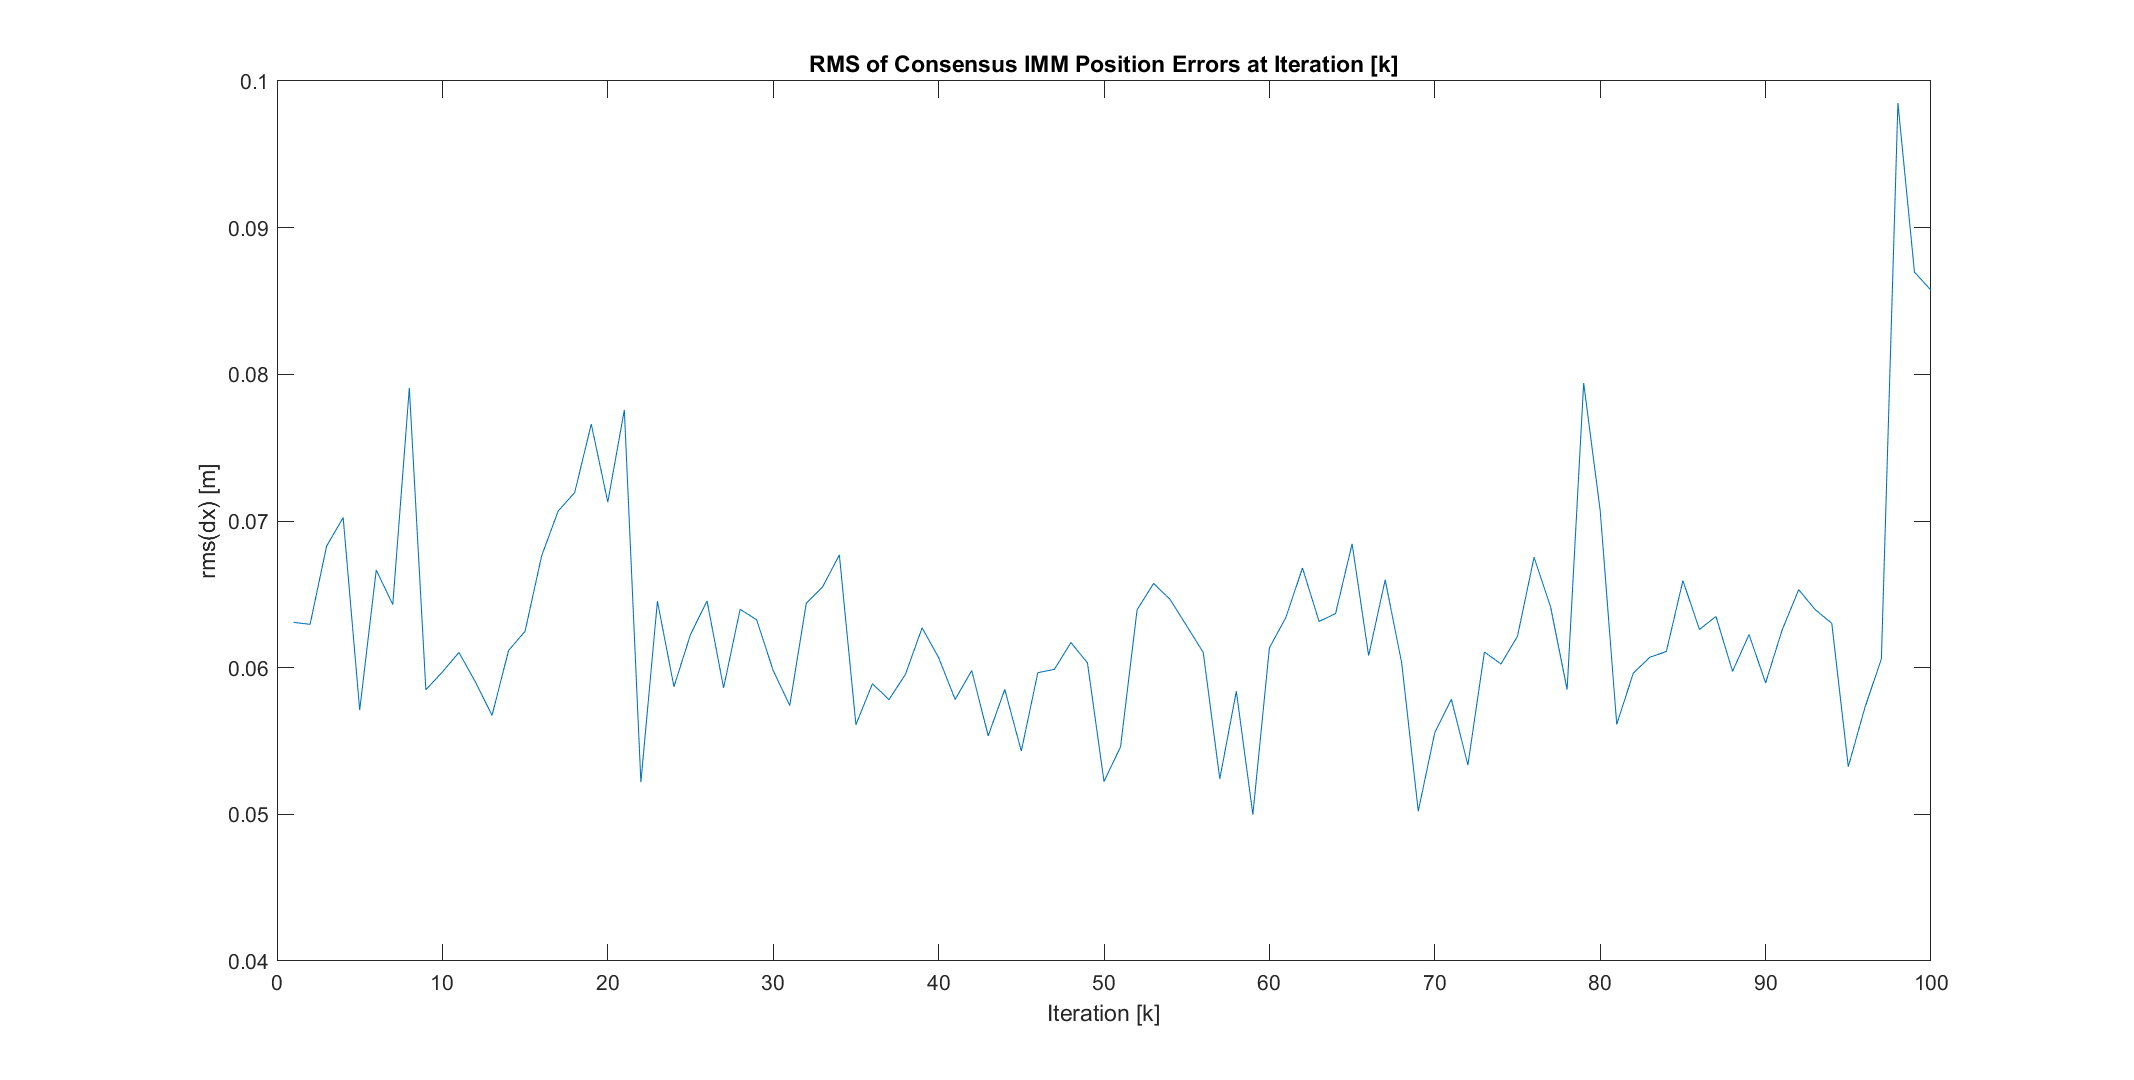 RMS of Consensus IMM Position Errors at Iteration [k]
0.1
0.09
0.08
0.07
0.06
0.05
0.04
rms(dx) [m]
0 10 20 30 40 50 60 70 80 90 100
Iteration [k]